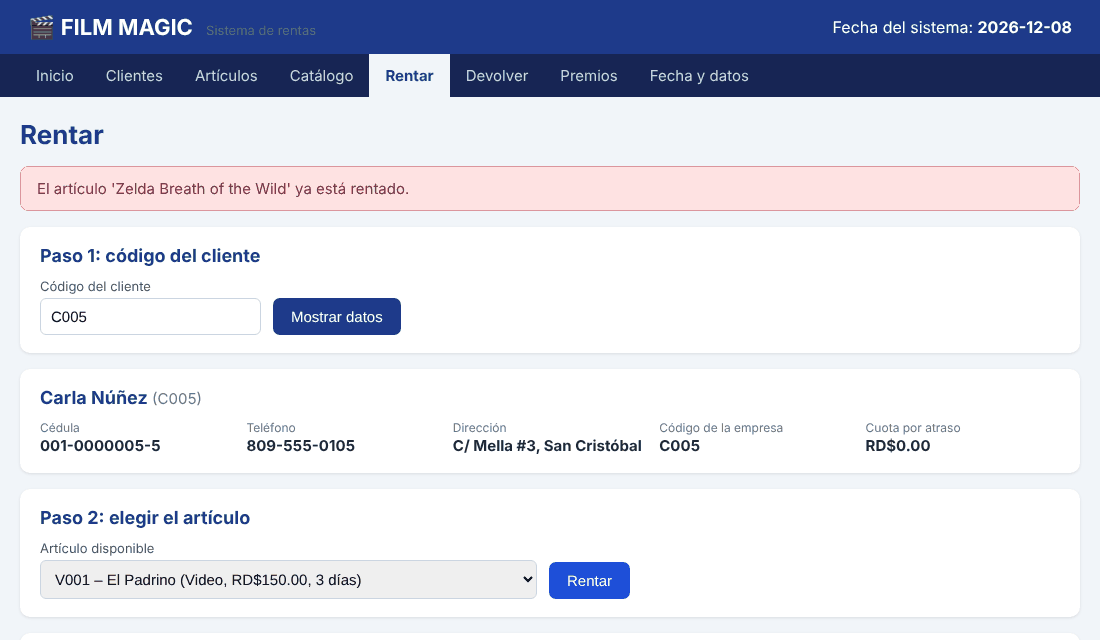 FILM MAGIC Sistema de rentas Fecha del sistema: 2026-12-08
Inicio Clientes Artículos Catálogo Rentar Devolver Premios Fecha y datos
Rentar
El artículo 'Zelda Breath of the Wild' ya está rentado.
Paso 1: código del cliente
Código del cliente
C005 Mostrar datos
Carla Núñez (C005)
Cédula Teléfono Dirección Código de la empresa Cuota por atraso
001-0000005-5 809-555-0105 C/ Mella #3, San Cristóbal C005 RD$0.00
Paso 2: elegir el artículo
Artículo disponible
V001 – El Padrino (Video, RD$150.00, 3 días) Rentar